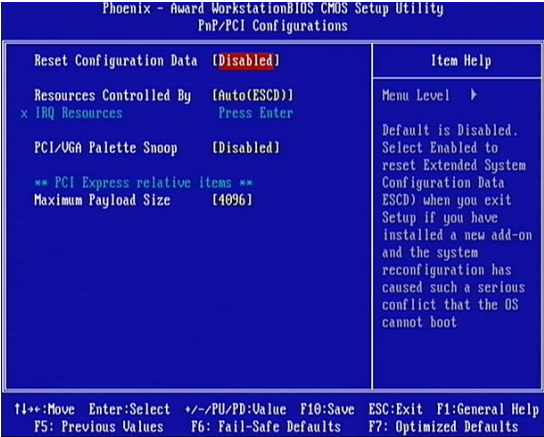 Phoenix - Award WorkstationBIOS CMOS Setup Utility
PnP/PCI Configurations
Reset Configuration Data [Disabled]
Resources Controlled By [Auto(ESCD)]
x IRQ Resources Press Enter
PCI/VGA Palette Snoop [Disabled]
** PCI Express relative items **
Maximum Payload Size [4096]
Item Help
Menu Level ▶
Default is Disabled.
Select Enabled to
reset Extended System
Configuration Data
ESCD) when you exit
Setup if you have
installed a new add-on
and the system
reconfiguration has
caused such a serious
conflict that the OS
cannot boot
↑↓→←:Move Enter:Select +/-/PU/PD:Value F10:Save ESC:Exit F1:General Help
F5: Previous Values F6: Fail-Safe Defaults F7: Optimized Defaults